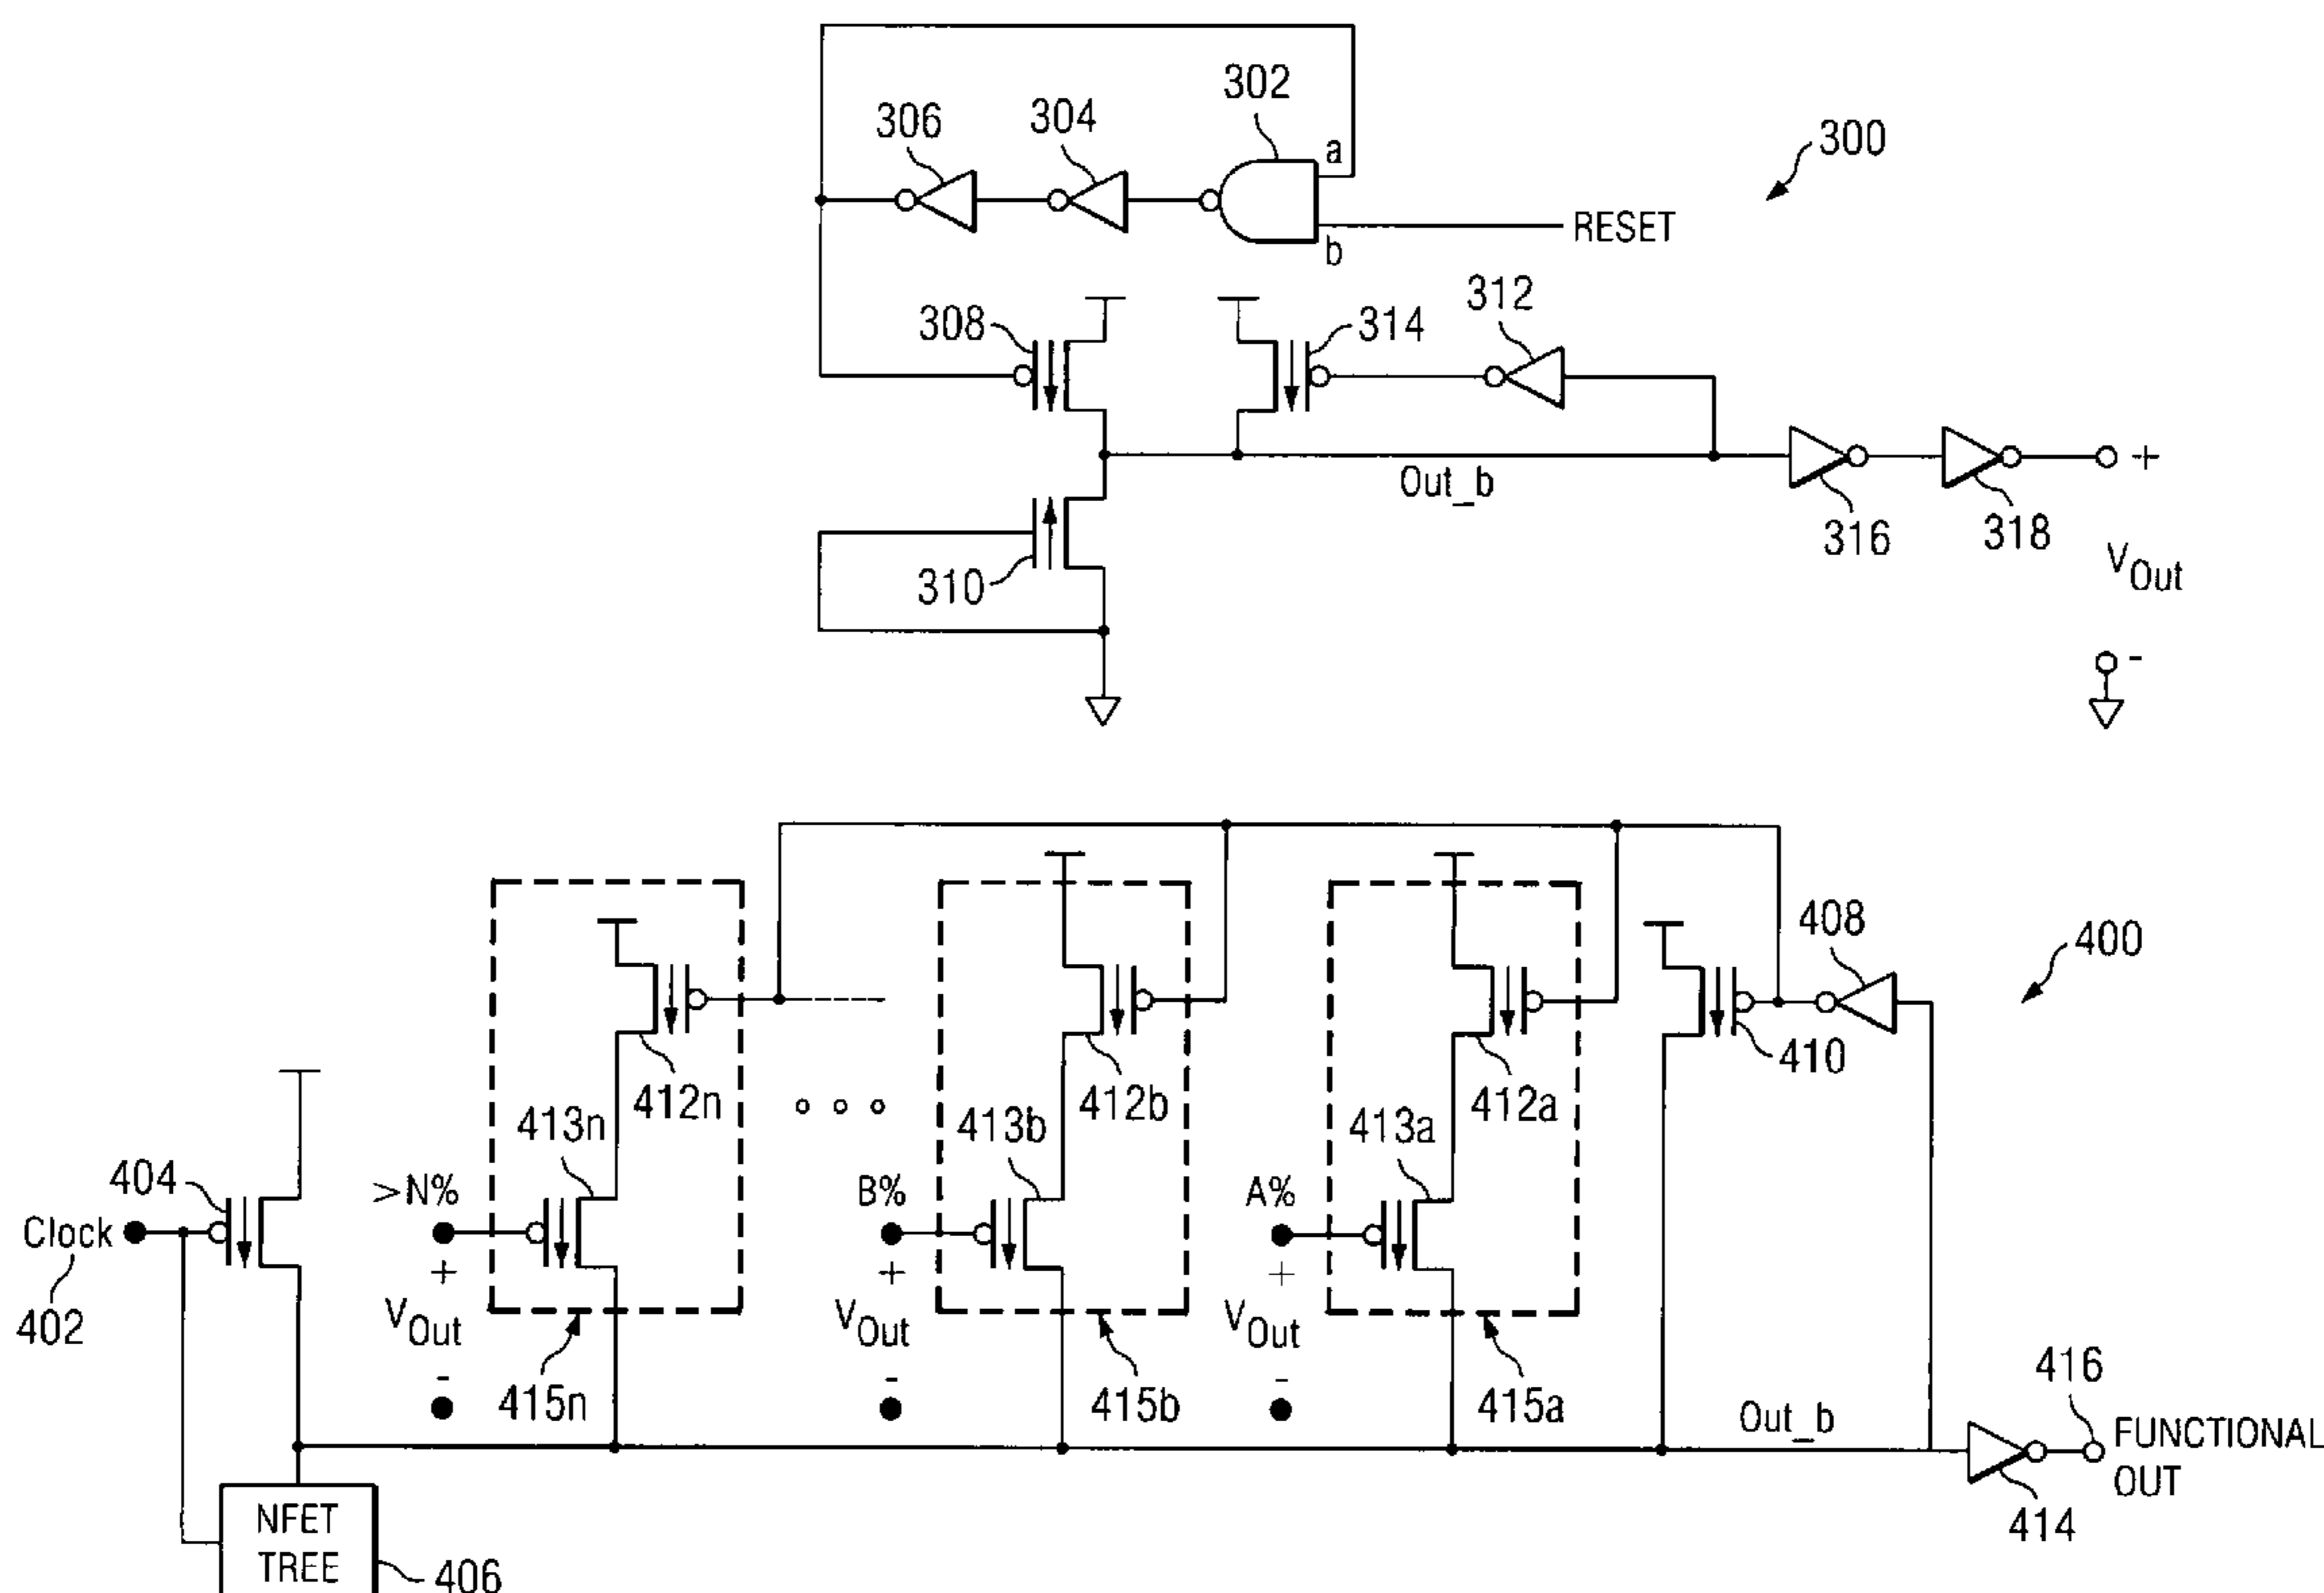 302
304
306
a
300
RESET
b
312
308
314
Out_b
316
318
310
V Out
+
-
408
400
410
412n
412b
412a
413n
413b
413a
404
>N%
B%
A%
Clock
402
+
VOut
-
+
VOut
-
+
VOut
-
415n
415b
415a
Out_b
416
FUNCTIONAL
OUT
414
NFET
TREE
406